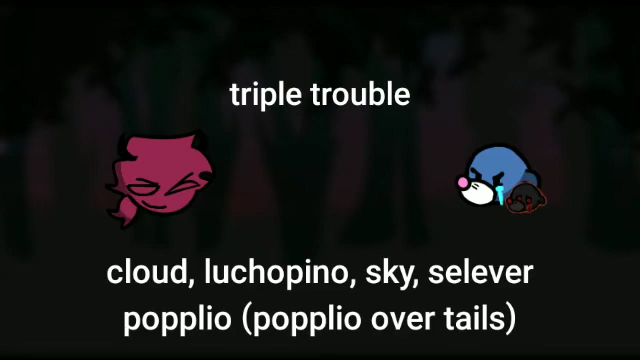 triple trouble
cloud, luchopino, sky, selever
popplio (popplio over tails)